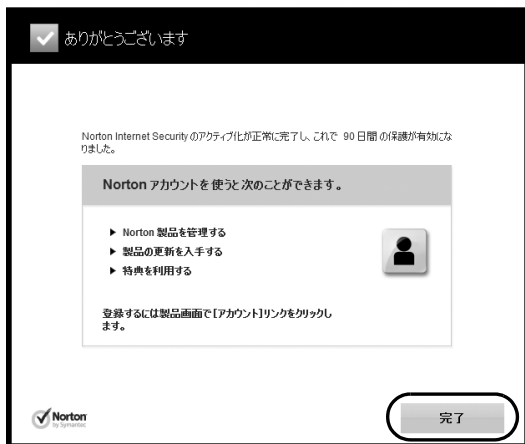 ありがとうございます
Norton Internet Security のアクティブ化が正常に完了し、これで 90 日間 の保護が有効にな
りました。
Norton アカウントを使うと次のことができます。
▶ Norton 製品を管理する
▶ 製品の更新を入手する
▶ 特典を利用する
登録するには製品画面で [アカウント] リンクをクリックし
ます。
Norton
by Symantec
完了